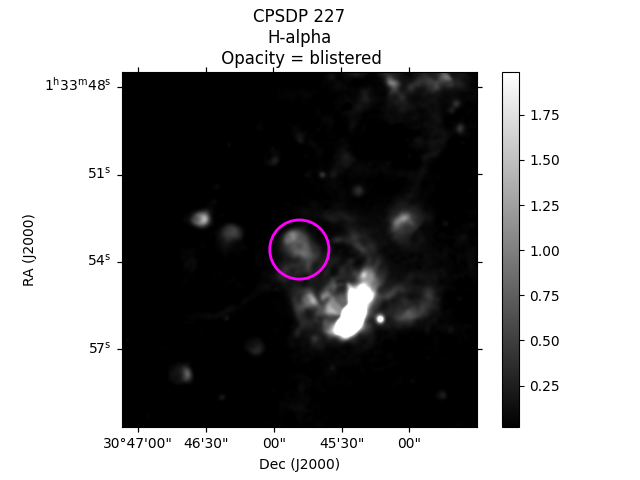 CPSDP 227
H-alpha
Opacity = blistered
1h33m48s
51s
54s
57s
RA (J2000)
30°47'00" 46'30" 00" 45'30" 00"
Dec (J2000)
1.75
1.50
1.25
1.00
0.75
0.50
0.25